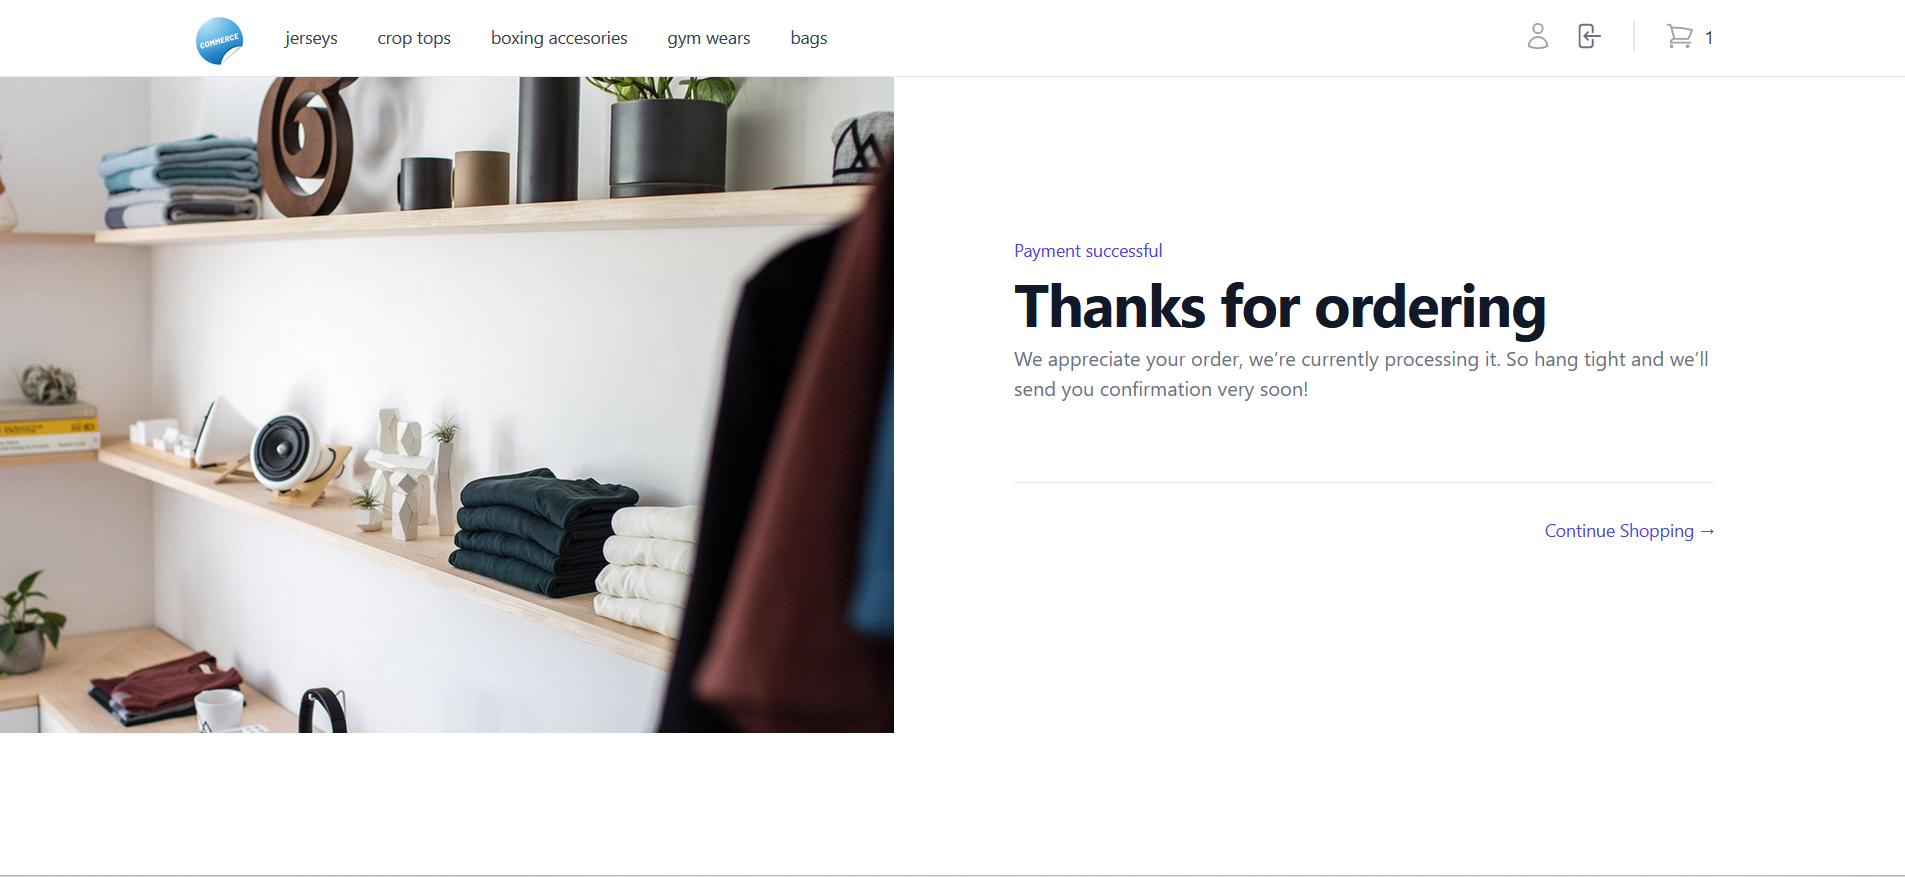 COMMERCE
jerseys
crop tops
boxing accesories
gym wears
bags
1
Payment successful
Thanks for ordering
We appreciate your order, we’re currently processing it. So hang tight and we’ll
send you confirmation very soon!
Continue Shopping →